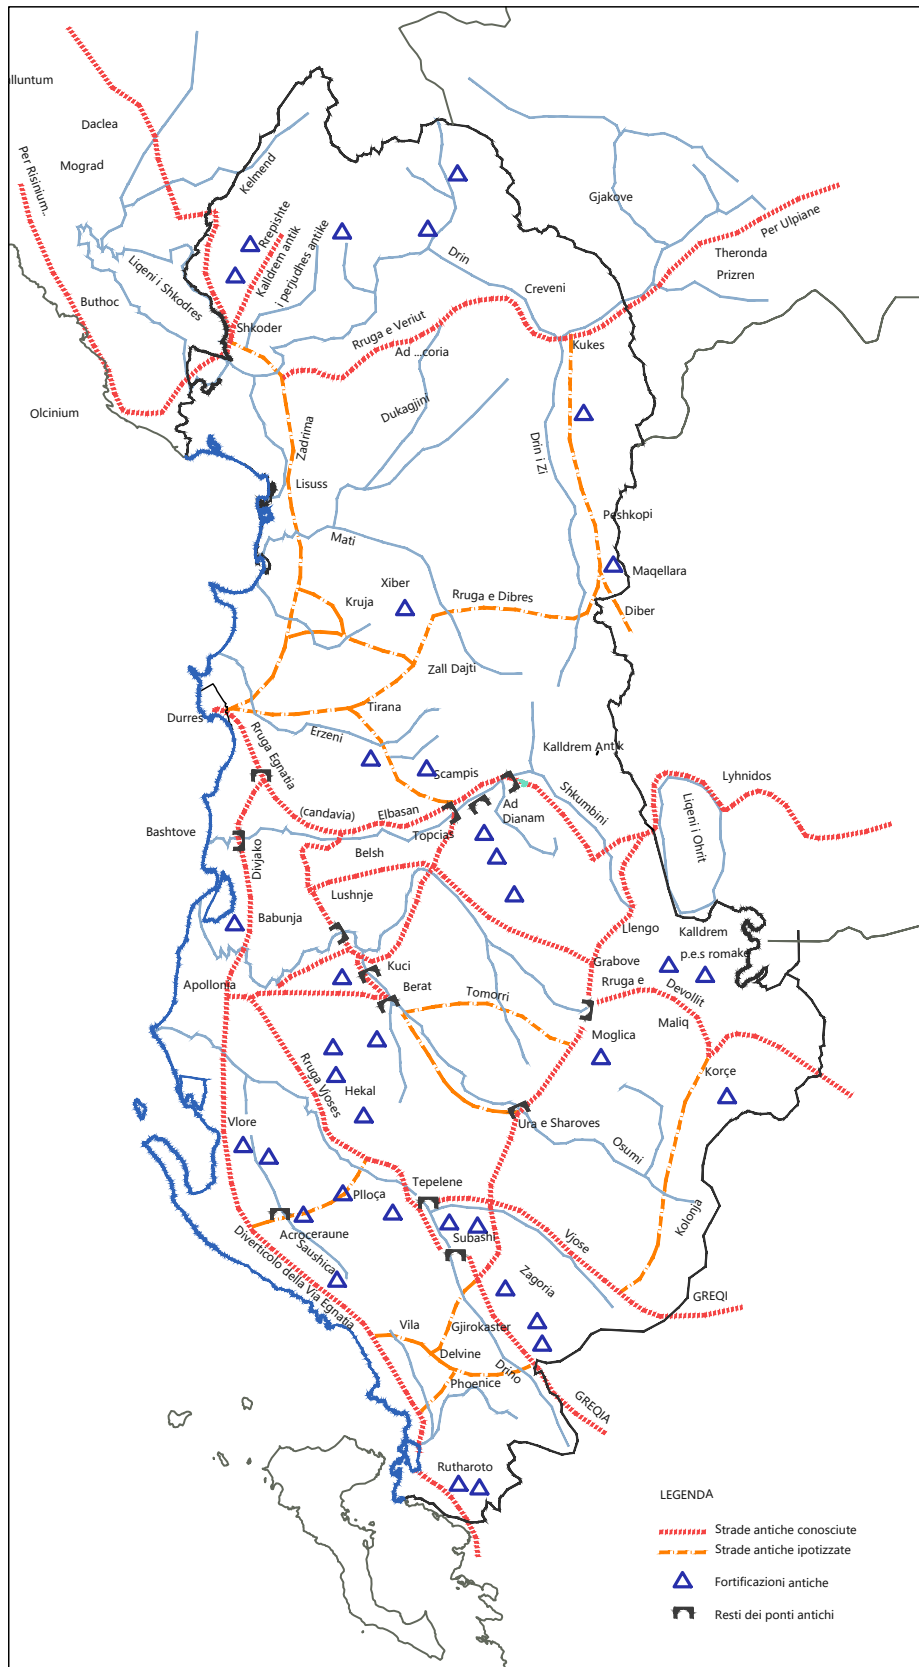 lluntum
Daclea
Mograd
Per Risinium..
Kelmend
Rrepishte
Kalldrem antik
i perjudhes antike
Liqeni i Shkodres
Buthoc
Shkoder
Olcinium
Gjakove
Per Ulpiane
Theronda
Prizren
Drin
Creveni
Rruga e Veriut
Ad ...coria
Kukes
Dukagjini
Zadrima
Drin i Zi
Lisuss
Peshkopi
Mati
Xiber
Maqellara
Kruja
Rruga e Dibres
Diber
Zall Dajti
Tirana
Durres
Rruga Egnatia
Erzeni
Kalldrem Antik
Scampis
Shkumbini
Lyhnidos
Liqeni i Ohrit
(candavia)
Elbasan
Ad
Dianam
Bashtove
Topcias
Divjako
Belsh
Lushnje
Babunja
Llengo
Kalldrem
p.e.s romake
Grabove
Rruga e
Devollit
Kuci
Apollonia
Berat
Tomorri
Maliq
Moglica
Korçe
Rruga Vjoses
Hekal
Vlore
Ura e Sharoves
Osumi
Plloça
Tepelene
Kolonja
Acroceraune
Subashi
Vjose
Saushica
Diverticolo della Via Egnatia
Zagoria
GREQI
Vila
Gjirokaster
Delvine
Drino
Phoenice
GREQIA
Rutharoto
LEGENDA
Strade antiche conosciute
Strade antiche ipotizzate
Fortificazioni antiche
Resti dei ponti antichi